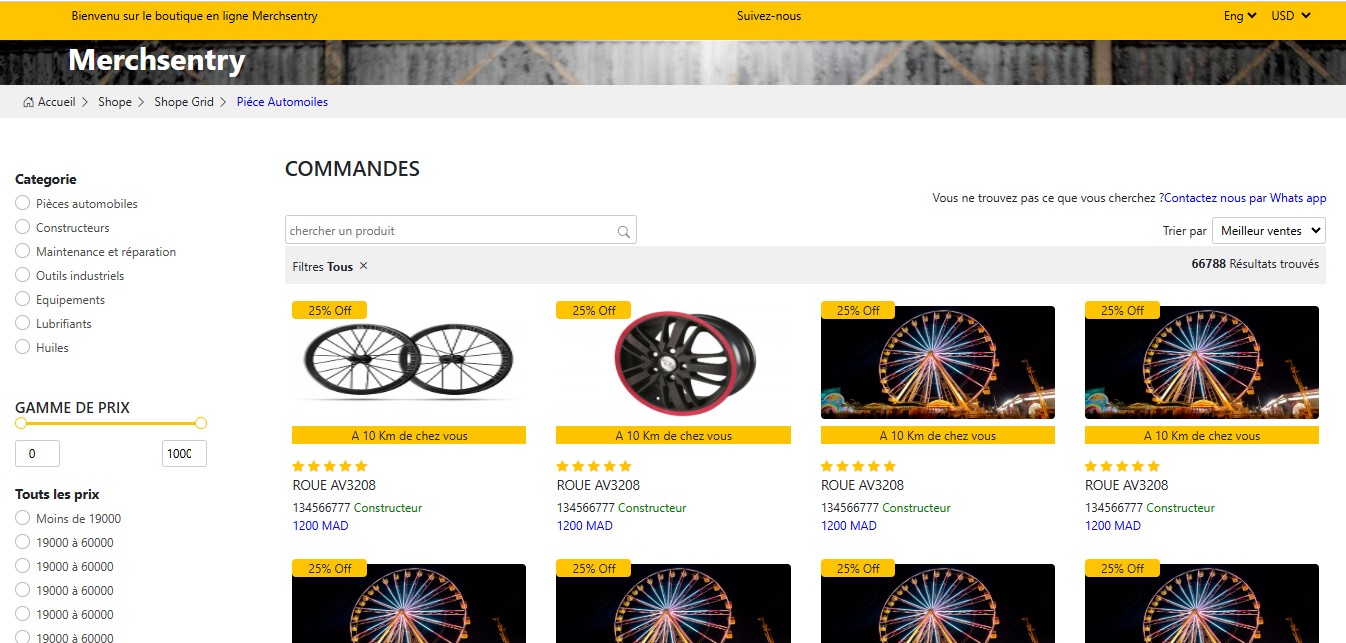 Bienvenu sur le boutique en ligne Merchsentry
Suivez-nous
Eng
USD
Merchsentry
Accueil
Shope
Shope Grid
Piéce Automoiles
Categorie
Pièces automobiles
Constructeurs
Maintenance et réparation
Outils industriels
Equipements
Lubrifiants
Huiles
GAMME DE PRIX
0
1000
Touts les prix
Moins de 19000
19000 à 60000
19000 à 60000
19000 à 60000
19000 à 60000
19000 à 60000
COMMANDES
Vous ne trouvez pas ce que vous cherchez ?Contactez nous par Whats app
chercher un produit
Trier par
Meilleur ventes
Filtres Tous ×
66788 Résultats trouvés
25% Off
A 10 Km de chez vous
ROUE AV3208
134566777 Constructeur
1200 MAD
25% Off
A 10 Km de chez vous
ROUE AV3208
134566777 Constructeur
1200 MAD
25% Off
A 10 Km de chez vous
ROUE AV3208
134566777 Constructeur
1200 MAD
25% Off
A 10 Km de chez vous
ROUE AV3208
134566777 Constructeur
1200 MAD
25% Off
25% Off
25% Off
25% Off